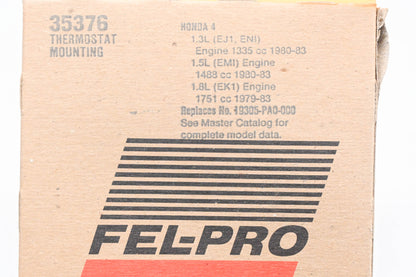 35376
THERMOSTAT
MOUNTING
HONDA 4
1.3L (EJ1, EN1)
Engine 1335 cc 1980-83
1.5L (EM1) Engine
1488 cc 1980-83
1.8L (EK1) Engine
1751 cc 1979-83
Replaces No. 19305-PA0-000
See Master Catalog for
complete model data.
FEL-PRO